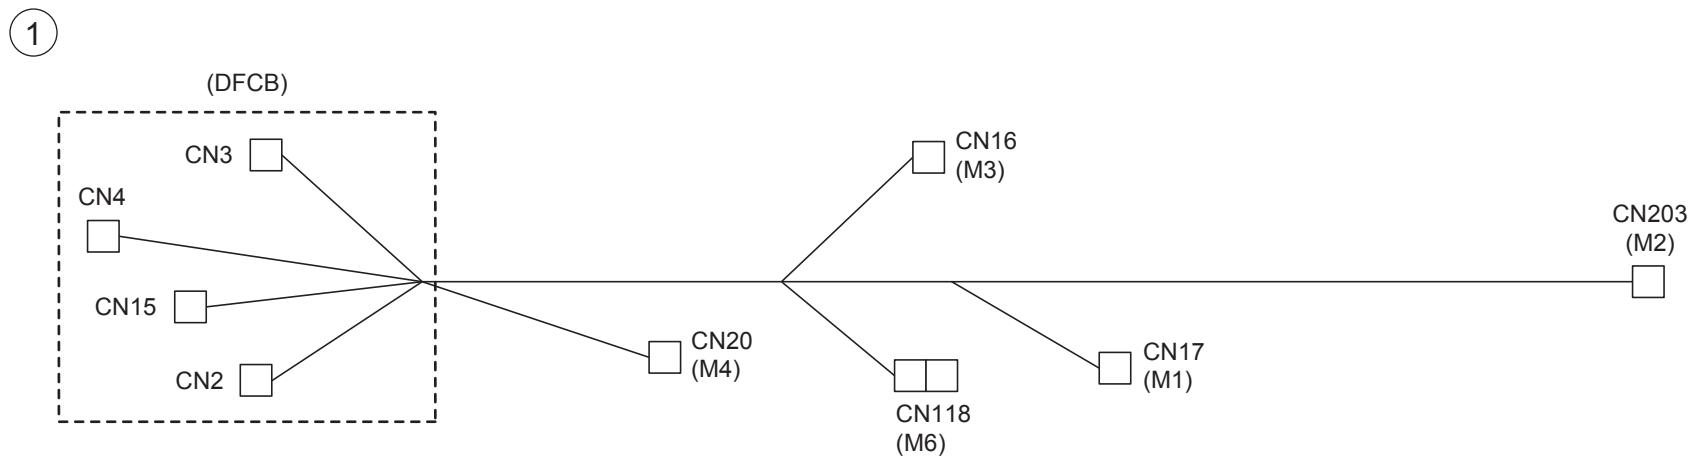 1
(DFCB)
CN3
CN4
CN15
CN2
CN20
(M4)
CN16
(M3)
CN118
(M6)
CN17
(M1)
CN203
(M2)